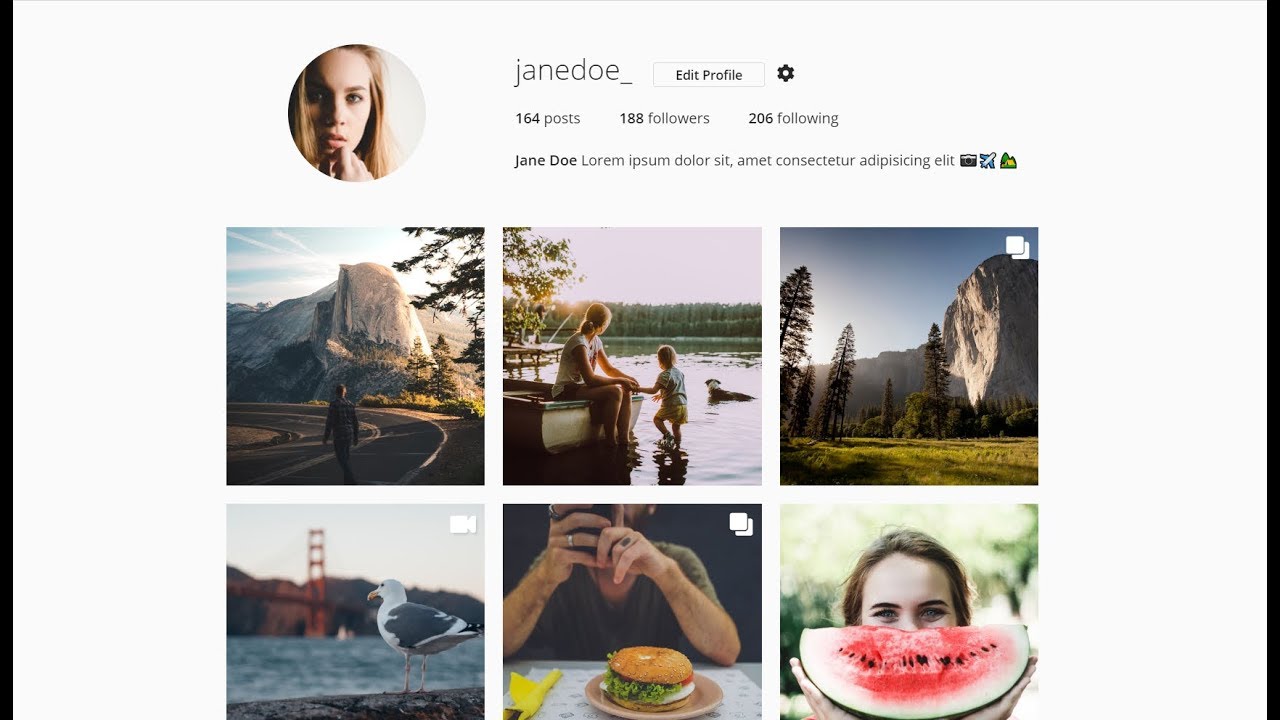 janedoe_ Edit Profile
164 posts 188 followers 206 following
Jane Doe Lorem ipsum dolor sit, amet consectetur adipisicing elit 📷✈️🏕️